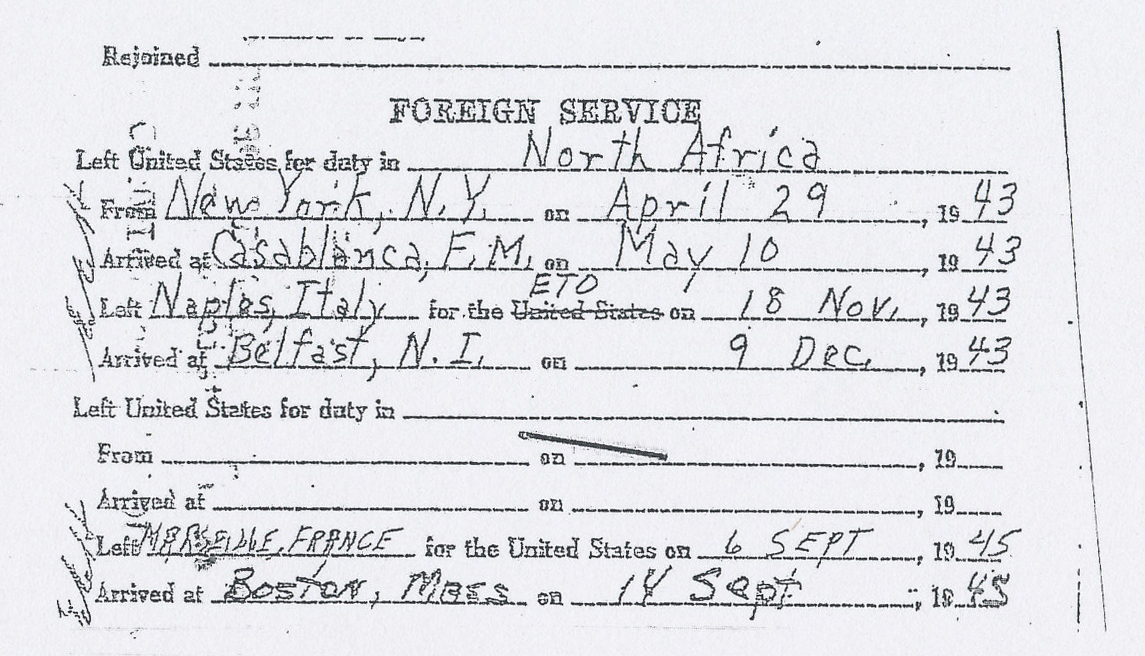 Rejoined
FOREIGN SERVICE
Left United States for duty in North Africa
From New York, N.Y. on April 29, 1943
Arrived at Casablanca, F.M. on May 10 1943
ETO
Left Naples, Italy for the United States on 18 Nov., 1943
Arrived at Belfast, N.I. on 9 Dec, 1943
Left United States for duty in
From on , 19
Arrived at on , 19
Left MARSEILLE, FRANCE for the United States on 6 SEPT, 1945
Arrived at Boston, Mass on 14 Sept, 1945